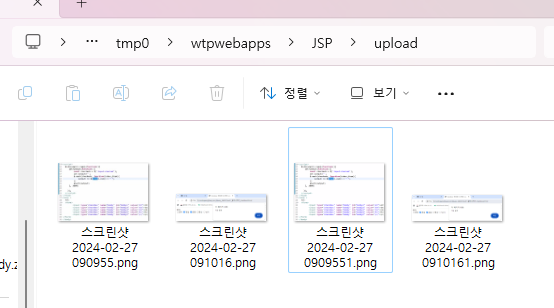 tmp0 > wtpwebapps > JSP > upload
정렬 보기
dy.z
스크린샷
2024-02-27
090955.png
스크린샷
2024-02-27
091016.png
스크린샷
2024-02-27
0909551.png
스크린샷
2024-02-27
0910161.png